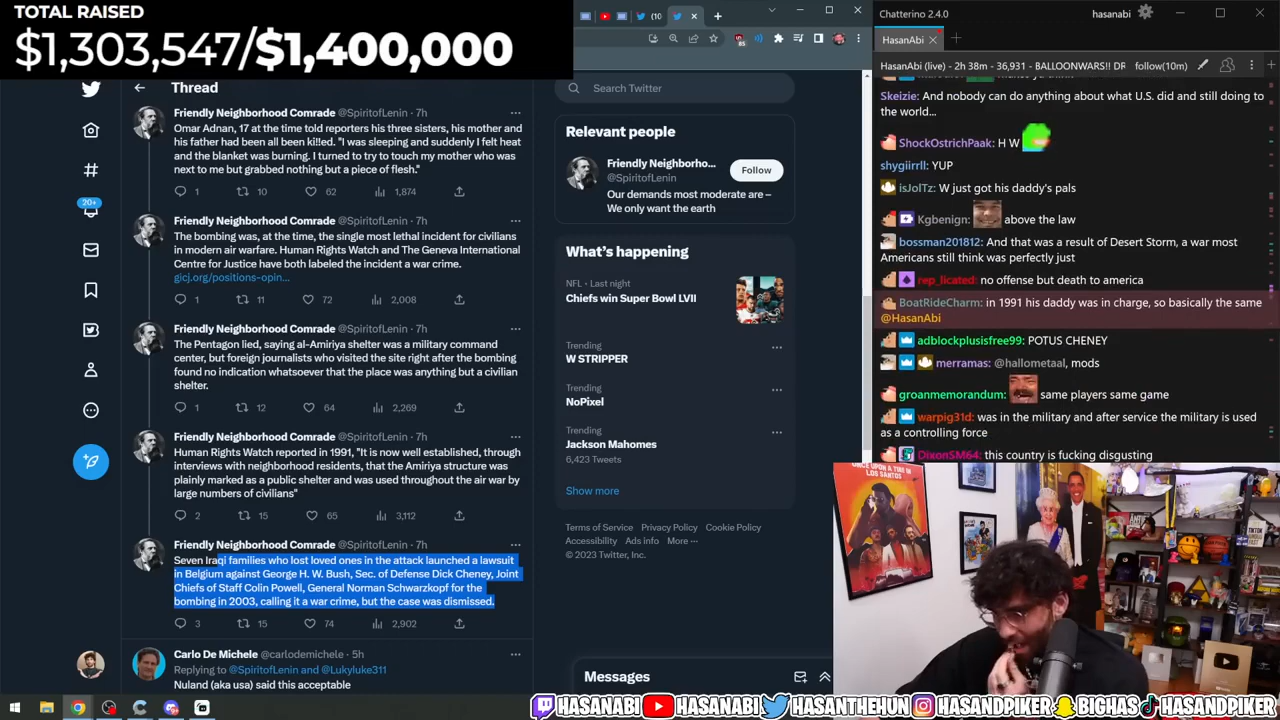 TOTAL RAISED
$1,303,547/$1,400,000
Thread
Friendly Neighborhood Comrade @SpiritofLenin · 7h
Omar Adnan, 17 at the time told reporters his three sisters, his mother and
his father had been all been ki!!ed. "I was sleeping and suddenly I felt heat
and the blanket was burning. I turned to try to touch my mother who was
next to me but grabbed nothing but a piece of flesh."
1 10 62 1,874
Friendly Neighborhood Comrade @SpiritofLenin · 7h
The bombing was, at the time, the single most lethal incident for civilians
in modern air warfare. Human Rights Watch and The Geneva International
Centre for Justice have both labeled the incident a war crime.
gicj.org/positions-opin...
1 11 72 2,008
Friendly Neighborhood Comrade @SpiritofLenin · 7h
The Pentagon lied, saying al-Amiriya shelter was a military command
center, but foreign journalists who visited the site right after the bombing
found no indication whatsoever that the place was anything but a civilian
shelter.
1 12 64 2,269
Friendly Neighborhood Comrade @SpiritofLenin · 7h
Human Rights Watch reported in 1991, "It is now well established, through
interviews with neighborhood residents, that the Amiriya structure was
plainly marked as a public shelter and was used throughout the air war by
large numbers of civilians"
2 15 65 3,112
Friendly Neighborhood Comrade @SpiritofLenin · 7h
Seven Iraqi families who lost loved ones in the attack launched a lawsuit
in Belgium against George H. W. Bush, Sec. of Defense Dick Cheney, Joint
Chiefs of Staff Colin Powell, General Norman Schwarzkopf for the
bombing in 2003, calling it a war crime, but the case was dismissed.
3 15 74 2,902
Carlo De Michele @carlodemichele · 5h
Replying to @SpiritofLenin and @Lukyluke311
Nuland (aka usa) said this acceptable
20+
(10
85
Search Twitter
Relevant people
Friendly Neighborho...
@SpiritofLenin
Follow
Our demands most moderate are –
We only want the earth
What's happening
NFL · Last night
Chiefs win Super Bowl LVII
Trending
W STRIPPER
Trending
NoPixel
Trending
Jackson Mahomes
6,423 Tweets
Show more
Terms of Service Privacy Policy Cookie Policy
Accessibility Ads info More
© 2023 Twitter, Inc.
Messages
Chatterino 2.4.0
hasanabi
HasanAbi
HasanAbi (live) - 2h 38m - 36,931 - BALLOONWARS!! DR follow(10m)
Skeizie: And nobody can do anything about what U.S. did and still doing to
the world...
ShockOstrichPaak: H W
shygiirrll: YUP
isJolTz: W just got his daddy's pals
Kgbenign: above the law
bossman201812: And that was a result of Desert Storm, a war most
Americans still think was perfectly just
rep_licated: no offense but death to america
BoatRideCharm: in 1991 his daddy was in charge, so basically the same
@HasanAbi
adblockplusisfree99: POTUS CHENEY
merramas: @hallometaal, mods
groanmemorandum: same players same game
warpig31d: was in the military and after service the military is used
as a controlling force
DixonSM64: this country is fucking disgusting
ONCE UPON A TIME IN
LOS SANTOS
HASANABI HASANABI HASANTHEHUN HASANDPIKER BIGHAS HASANDPIKER